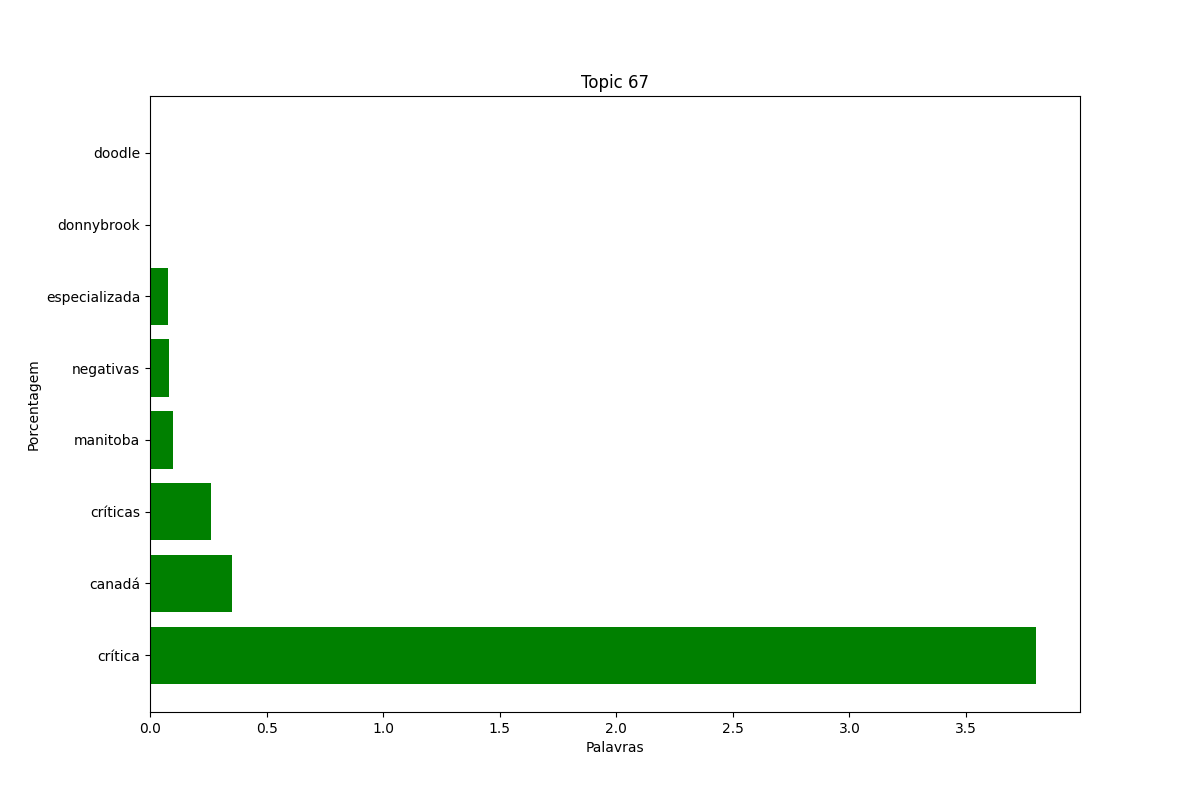 Topic 67
doodle
donnybrook
especializada
negativas
manitoba
críticas
canadá
crítica
Porcentagem
0.0 0.5 1.0 1.5 2.0 2.5 3.0 3.5
Palavras